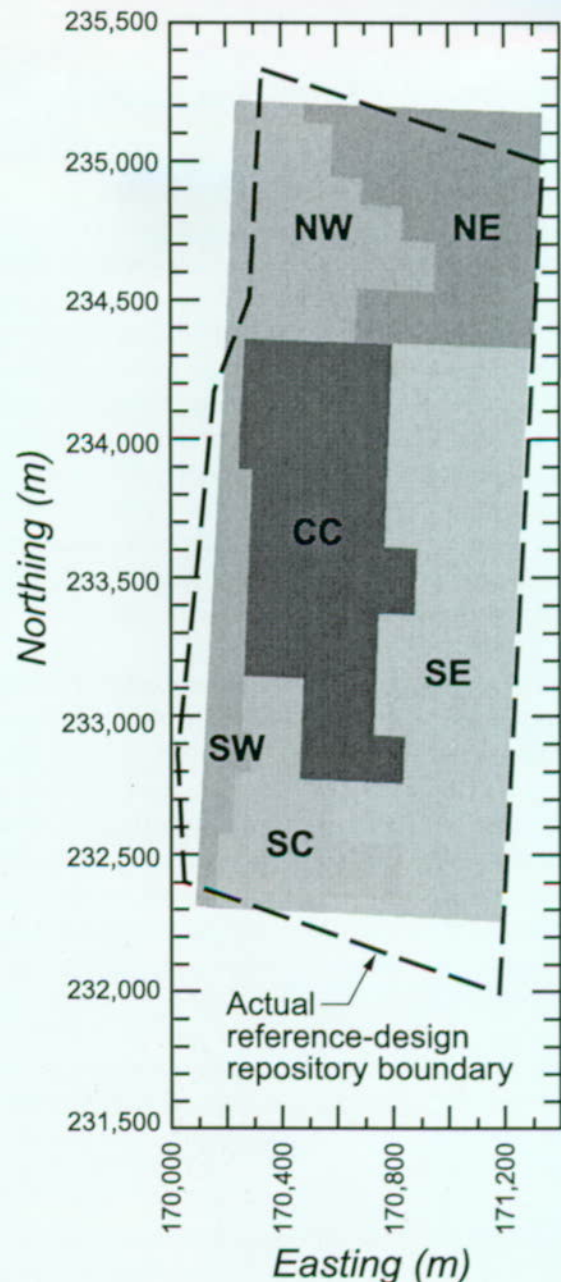 235,500
235,000
234,500
234,000
233,500
233,000
232,500
232,000
231,500
Northing (m)
NW
NE
CC
SE
SW
SC
Actual
reference-design
repository boundary
170,000
170,400
170,800
171,200
Easting (m)